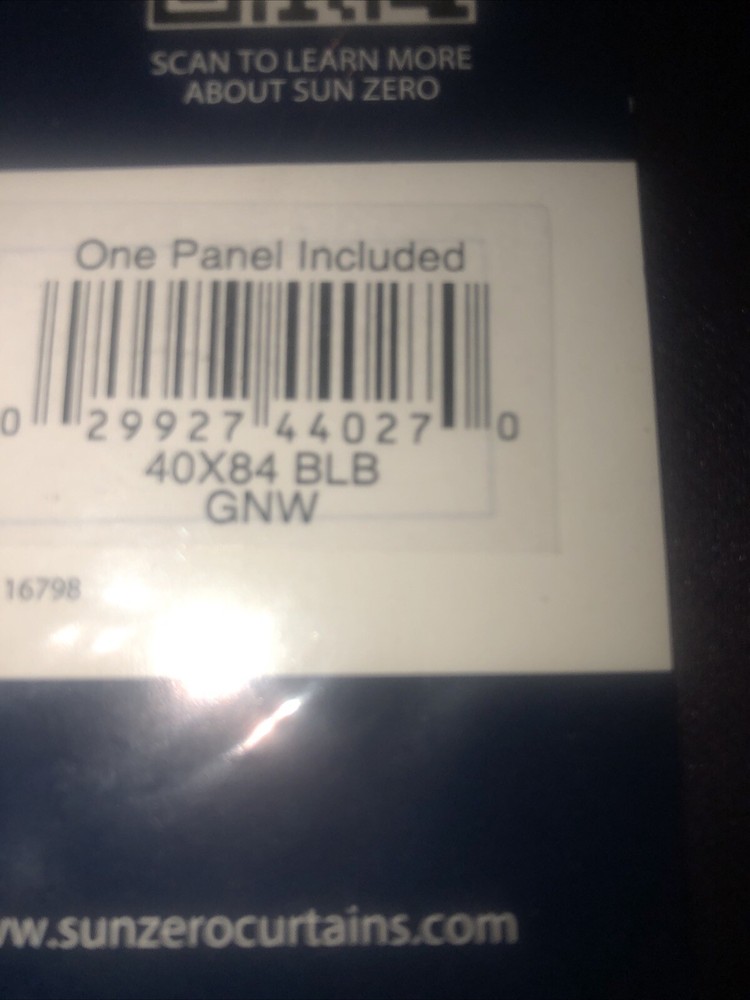 SCAN TO LEARN MORE
ABOUT SUN ZERO
One Panel Included
0 29927 44027 0
40X84 BLB
GNW
16798
ww.sunzerocurtains.com